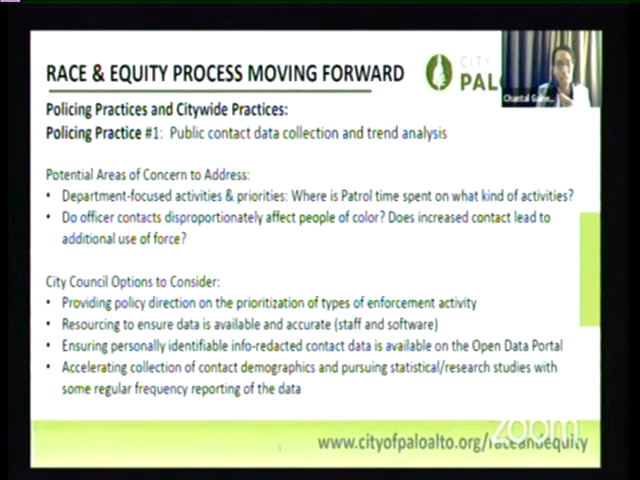 RACE & EQUITY PROCESS MOVING FORWARD
CITY
PALO
Chantal
Policing Practices and Citywide Practices:
Policing Practice #1: Public contact data collection and trend analysis
Potential Areas of Concern to Address:
• Department-focused activities & priorities: Where is Patrol time spent on what kind of activities?
• Do officer contacts disproportionately affect people of color? Does increased contact lead to
additional use of force?
City Council Options to Consider:
• Providing policy direction on the prioritization of types of enforcement activity
• Resourcing to ensure data is available and accurate (staff and software)
• Ensuring personally identifiable info-redacted contact data is available on the Open Data Portal
• Accelerating collection of contact demographics and pursuing statistical/research studies with
some regular frequency reporting of the data
zoom
www.cityofpaloalto.org/raceandequity